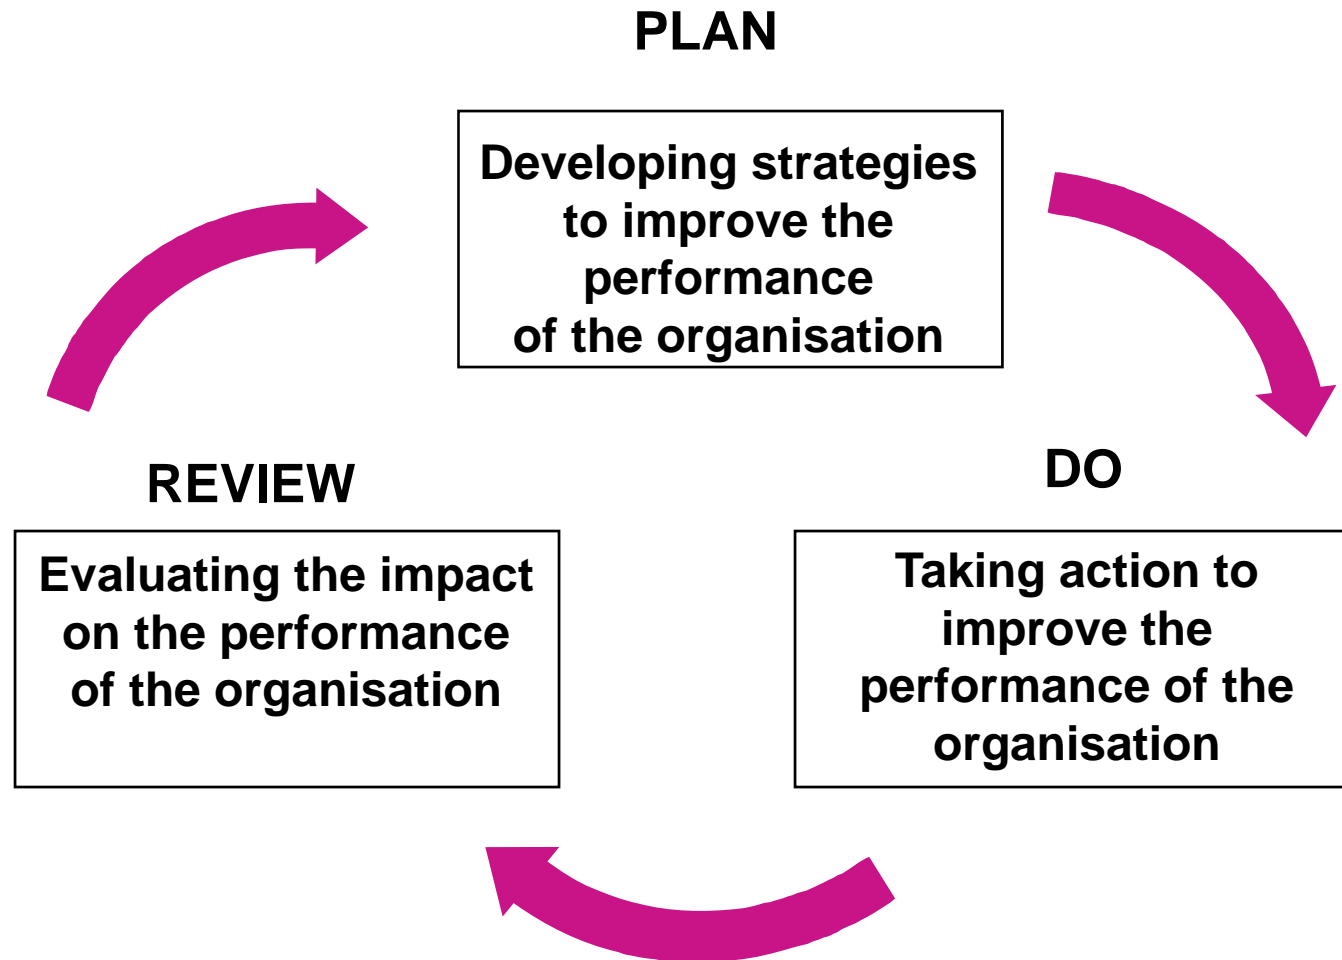 PLAN
Developing strategies
to improve the
performance
of the organisation
DO
Taking action to
improve the
performance of the
organisation
REVIEW
Evaluating the impact
on the performance
of the organisation